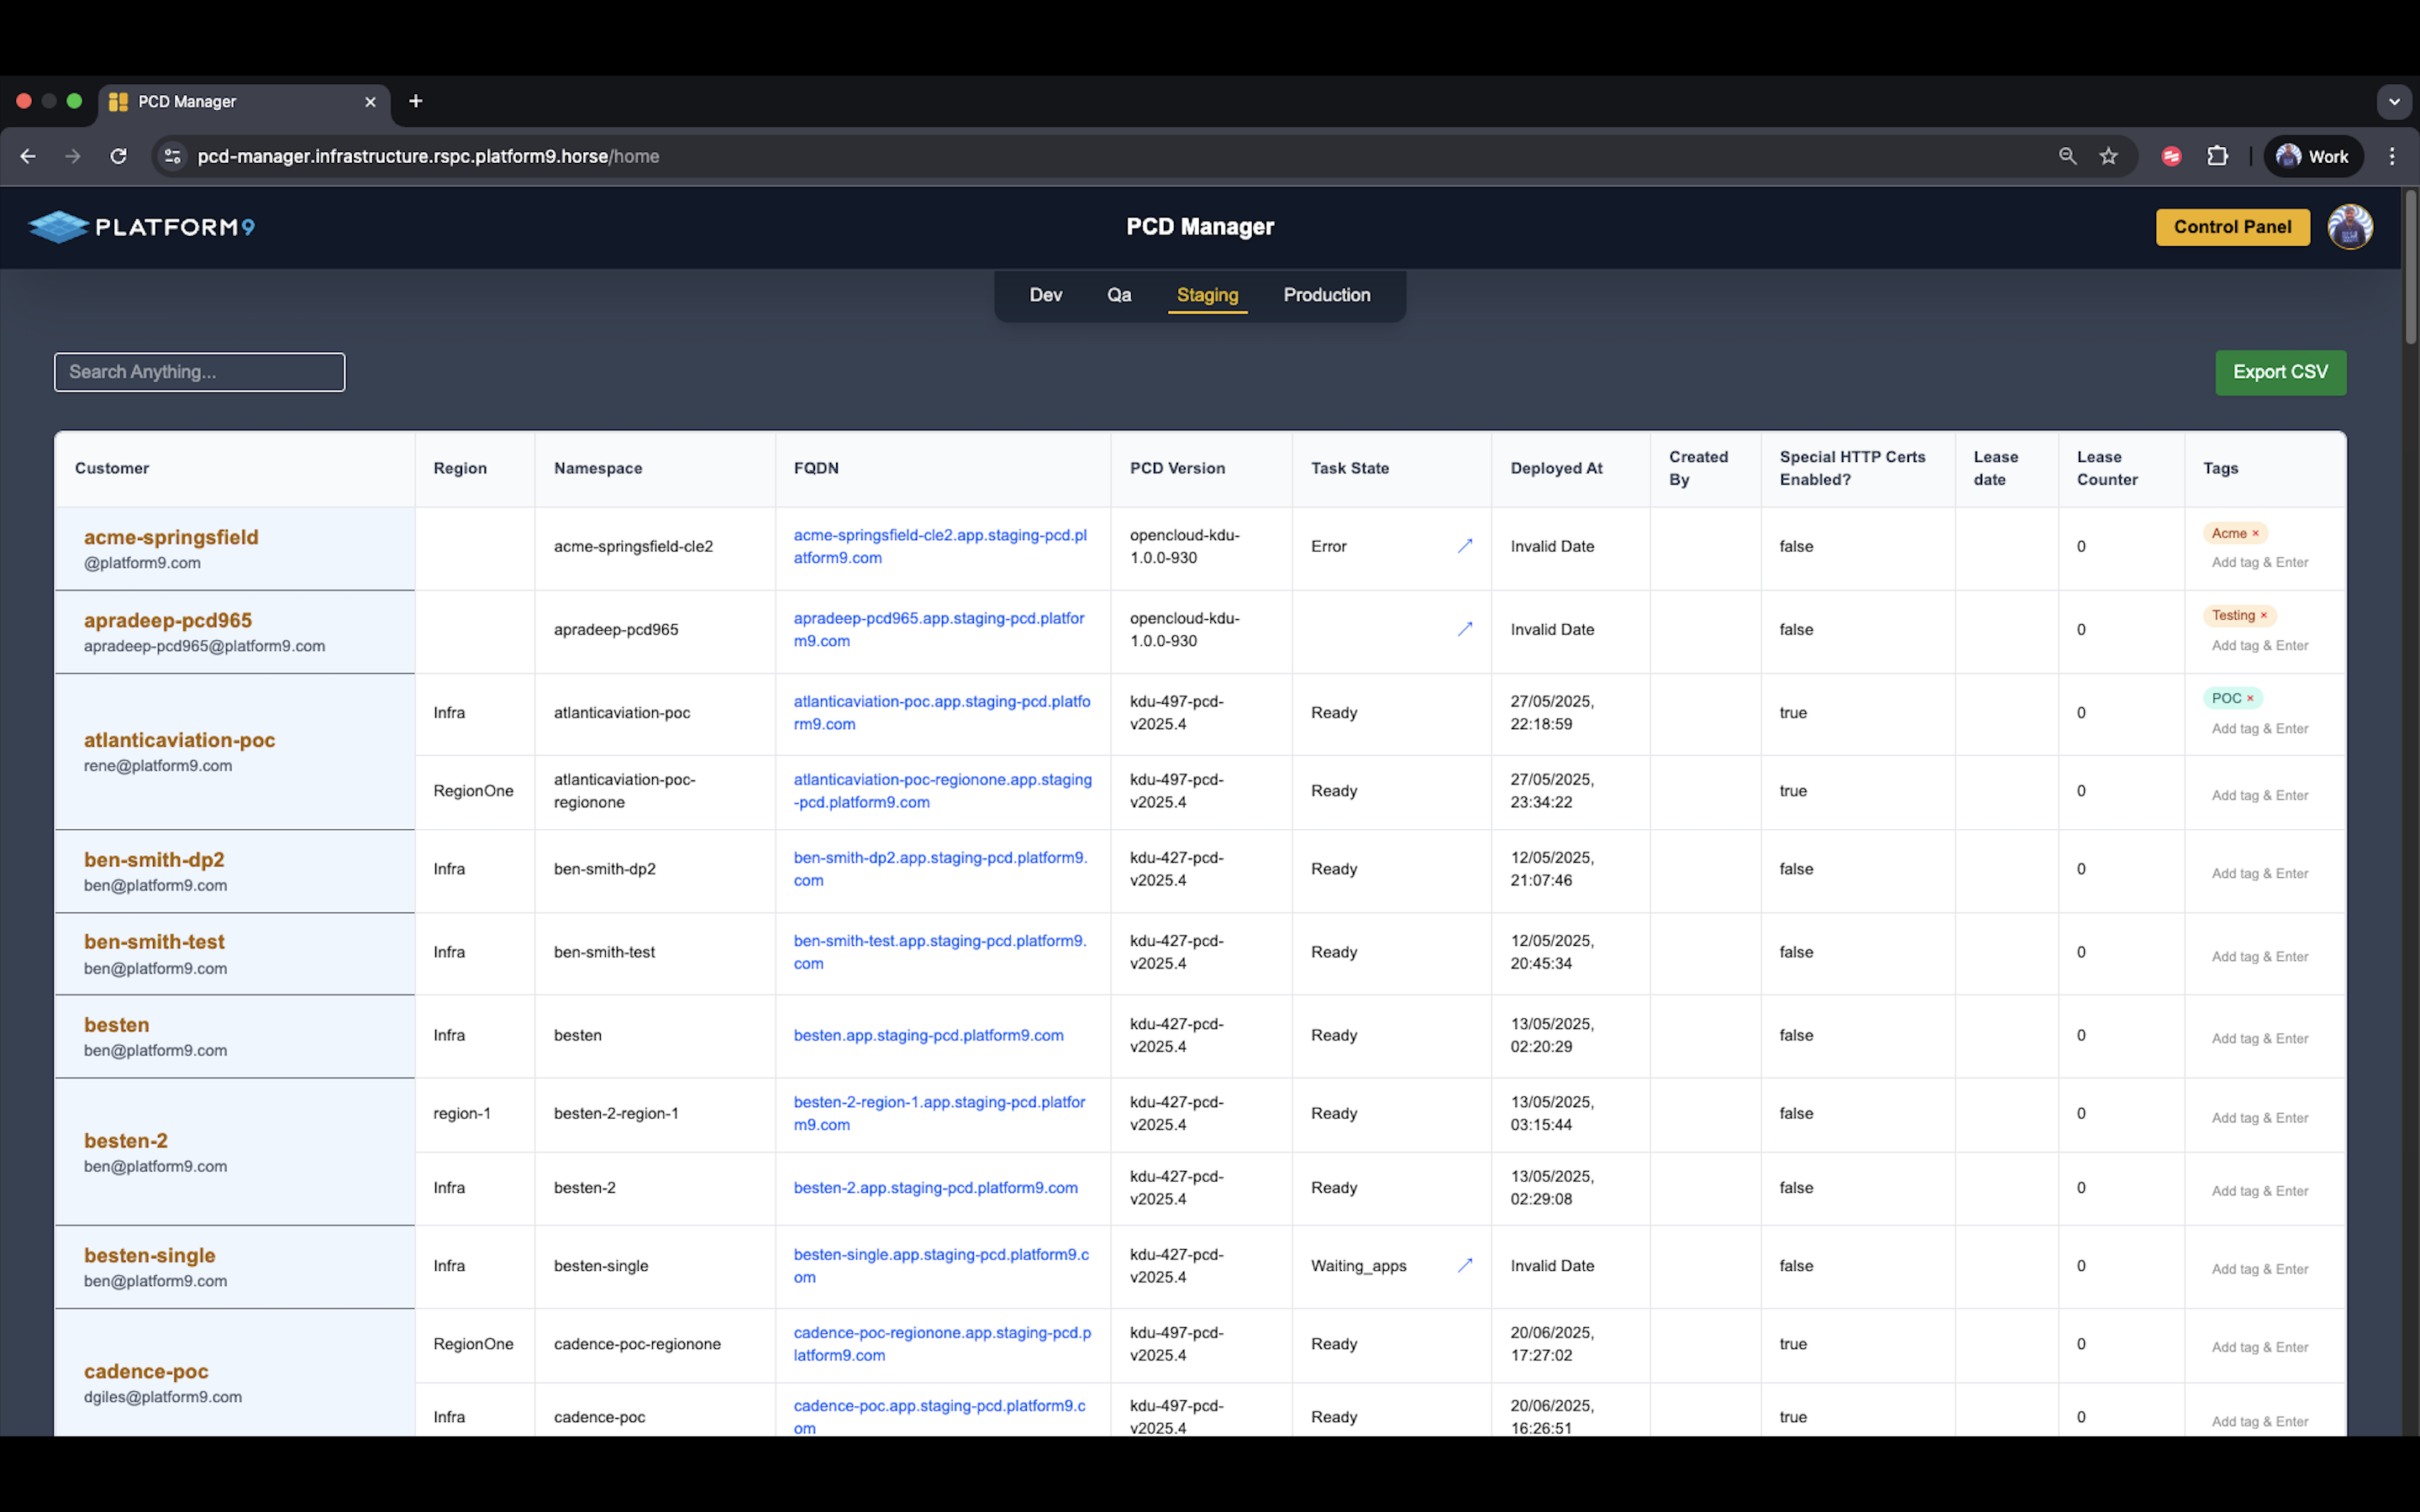 PCD Manager
pcd-manager.infrastructure.rspc.platform9.horse/home
Work
PLATFORM9
PCD Manager
Control Panel
Dev Qa Staging Production
Search Anything...
Export CSV
Customer Region Namespace FQDN PCD Version Task State Deployed At Created By Special HTTP Certs Enabled? Lease date Lease Counter Tags
acme-springsfield
@platform9.com
acme-springsfield-cle2
acme-springsfield-cle2.app.staging-pcd.pl
atform9.com
opencloud-kdu-
1.0.0-930
Error
Invalid Date
false
0
Acme ×
Add tag & Enter
apradeep-pcd965
apradeep-pcd965@platform9.com
apradeep-pcd965
apradeep-pcd965.app.staging-pcd.platfor
m9.com
opencloud-kdu-
1.0.0-930
Invalid Date
false
0
Testing ×
Add tag & Enter
atlanticaviation-poc
rene@platform9.com
Infra
atlanticaviation-poc
atlanticaviation-poc.app.staging-pcd.platfo
rm9.com
kdu-497-pcd-
v2025.4
Ready
27/05/2025,
22:18:59
true
0
POC ×
Add tag & Enter
RegionOne
atlanticaviation-poc-
regionone
atlanticaviation-poc-regionone.app.staging
-pcd.platform9.com
kdu-497-pcd-
v2025.4
Ready
27/05/2025,
23:34:22
true
0
Add tag & Enter
ben-smith-dp2
ben@platform9.com
Infra
ben-smith-dp2
ben-smith-dp2.app.staging-pcd.platform9.
com
kdu-427-pcd-
v2025.4
Ready
12/05/2025,
21:07:46
false
0
Add tag & Enter
ben-smith-test
ben@platform9.com
Infra
ben-smith-test
ben-smith-test.app.staging-pcd.platform9.
com
kdu-427-pcd-
v2025.4
Ready
12/05/2025,
20:45:34
false
0
Add tag & Enter
besten
ben@platform9.com
Infra
besten
besten.app.staging-pcd.platform9.com
kdu-427-pcd-
v2025.4
Ready
13/05/2025,
02:20:29
false
0
Add tag & Enter
besten-2
ben@platform9.com
region-1
besten-2-region-1
besten-2-region-1.app.staging-pcd.platfor
m9.com
kdu-427-pcd-
v2025.4
Ready
13/05/2025,
03:15:44
false
0
Add tag & Enter
Infra
besten-2
besten-2.app.staging-pcd.platform9.com
kdu-427-pcd-
v2025.4
Ready
13/05/2025,
02:29:08
false
0
Add tag & Enter
besten-single
ben@platform9.com
Infra
besten-single
besten-single.app.staging-pcd.platform9.c
om
kdu-427-pcd-
v2025.4
Waiting_apps
Invalid Date
false
0
Add tag & Enter
cadence-poc
dgiles@platform9.com
RegionOne
cadence-poc-regionone
cadence-poc-regionone.app.staging-pcd.p
latform9.com
kdu-497-pcd-
v2025.4
Ready
20/06/2025,
17:27:02
true
0
Add tag & Enter
Infra
cadence-poc
cadence-poc.app.staging-pcd.platform9.c
om
kdu-497-pcd-
v2025.4
Ready
20/06/2025,
16:26:51
true
0
Add tag & Enter